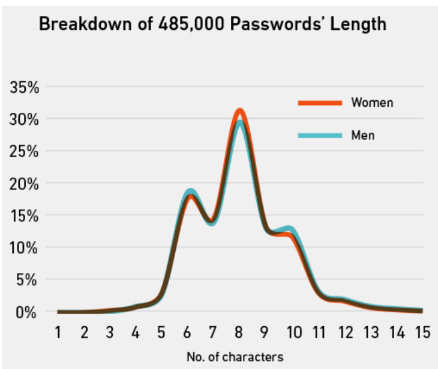 Breakdown of 485,000 Passwords' Length
35%
Women
30%
Men
25%
20%
15%
10%
5%
0%
1 2 3 4 5 6 7 8 9 10 11 12 13 14 15
No. of characters